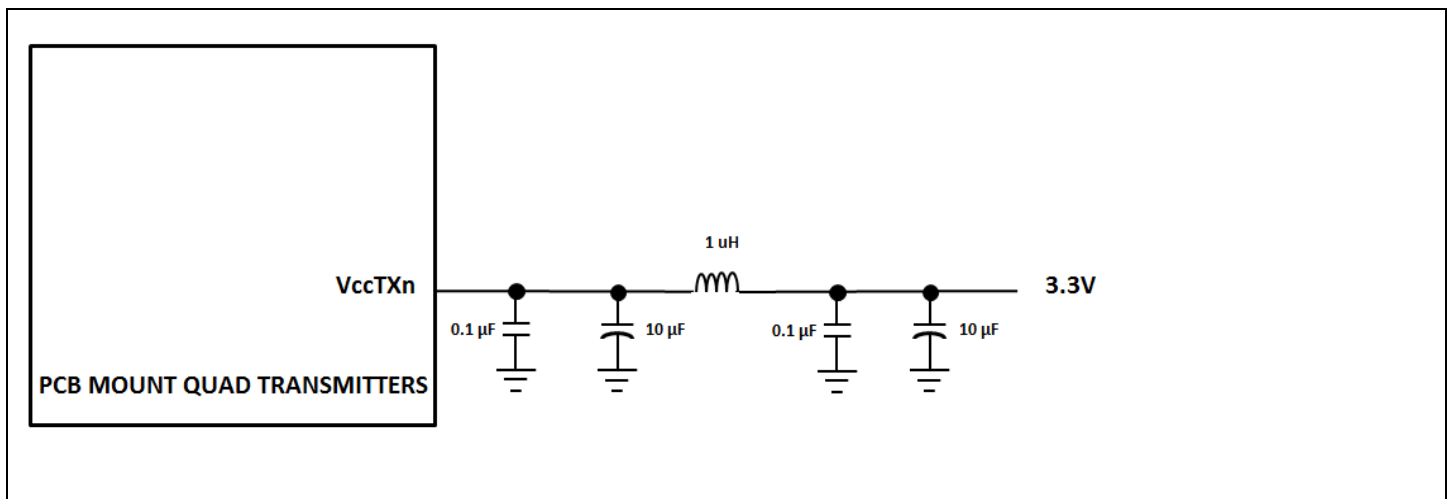 1 uH
VccTXn
3.3V
0.1 µF
10 µF
0.1 µF
10 µF
PCB MOUNT QUAD TRANSMITTERS